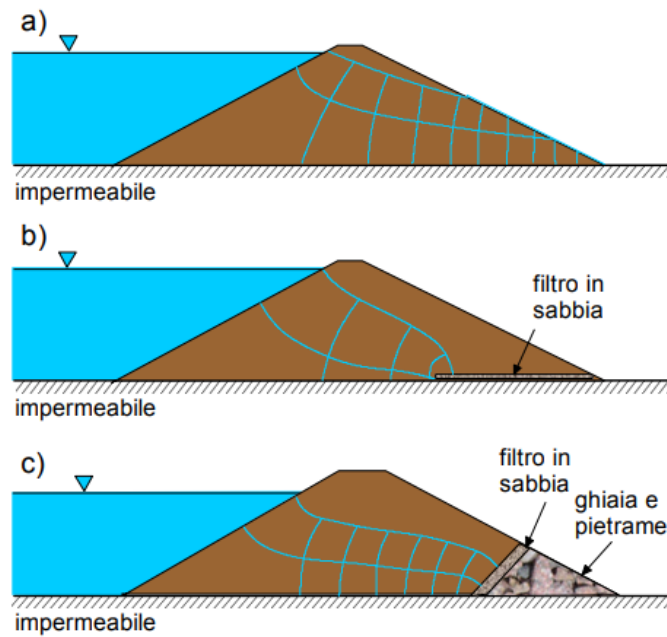 a)
impermeabile
b)
filtro in
sabbia
impermeabile
c)
filtro in
sabbia
ghiaia e
pietrame
impermeabile